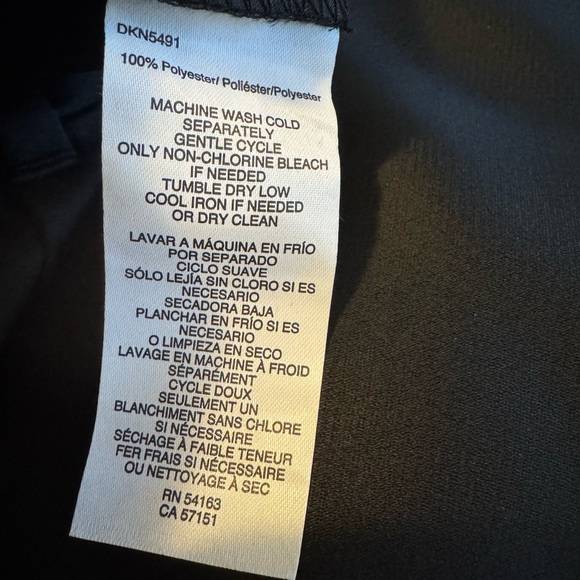 DKN5491
100% Polyester/ Poliéster/Polyester
MACHINE WASH COLD
SEPARATELY
GENTLE CYCLE
ONLY NON-CHLORINE BLEACH
IF NEEDED
TUMBLE DRY LOW
COOL IRON IF NEEDED
OR DRY CLEAN
LAVAR A MÁQUINA EN FRÍO
POR SEPARADO
CICLO SUAVE
SÓLO LEJÍA SIN CLORO SI ES
NECESARIO
SECADORA BAJA
PLANCHAR EN FRÍO SI ES
NECESARIO
O LIMPIEZA EN SECO
LAVAGE EN MACHINE À FROID
SÉPARÉMENT
CYCLE DOUX
SEULEMENT UN
BLANCHIMENT SANS CHLORE
SI NÉCESSAIRE
SÉCHAGE À FAIBLE TENEUR
FER FRAIS SI NÉCESSAIRE
OU NETTOYAGE À SEC
RN 54163
CA 57151